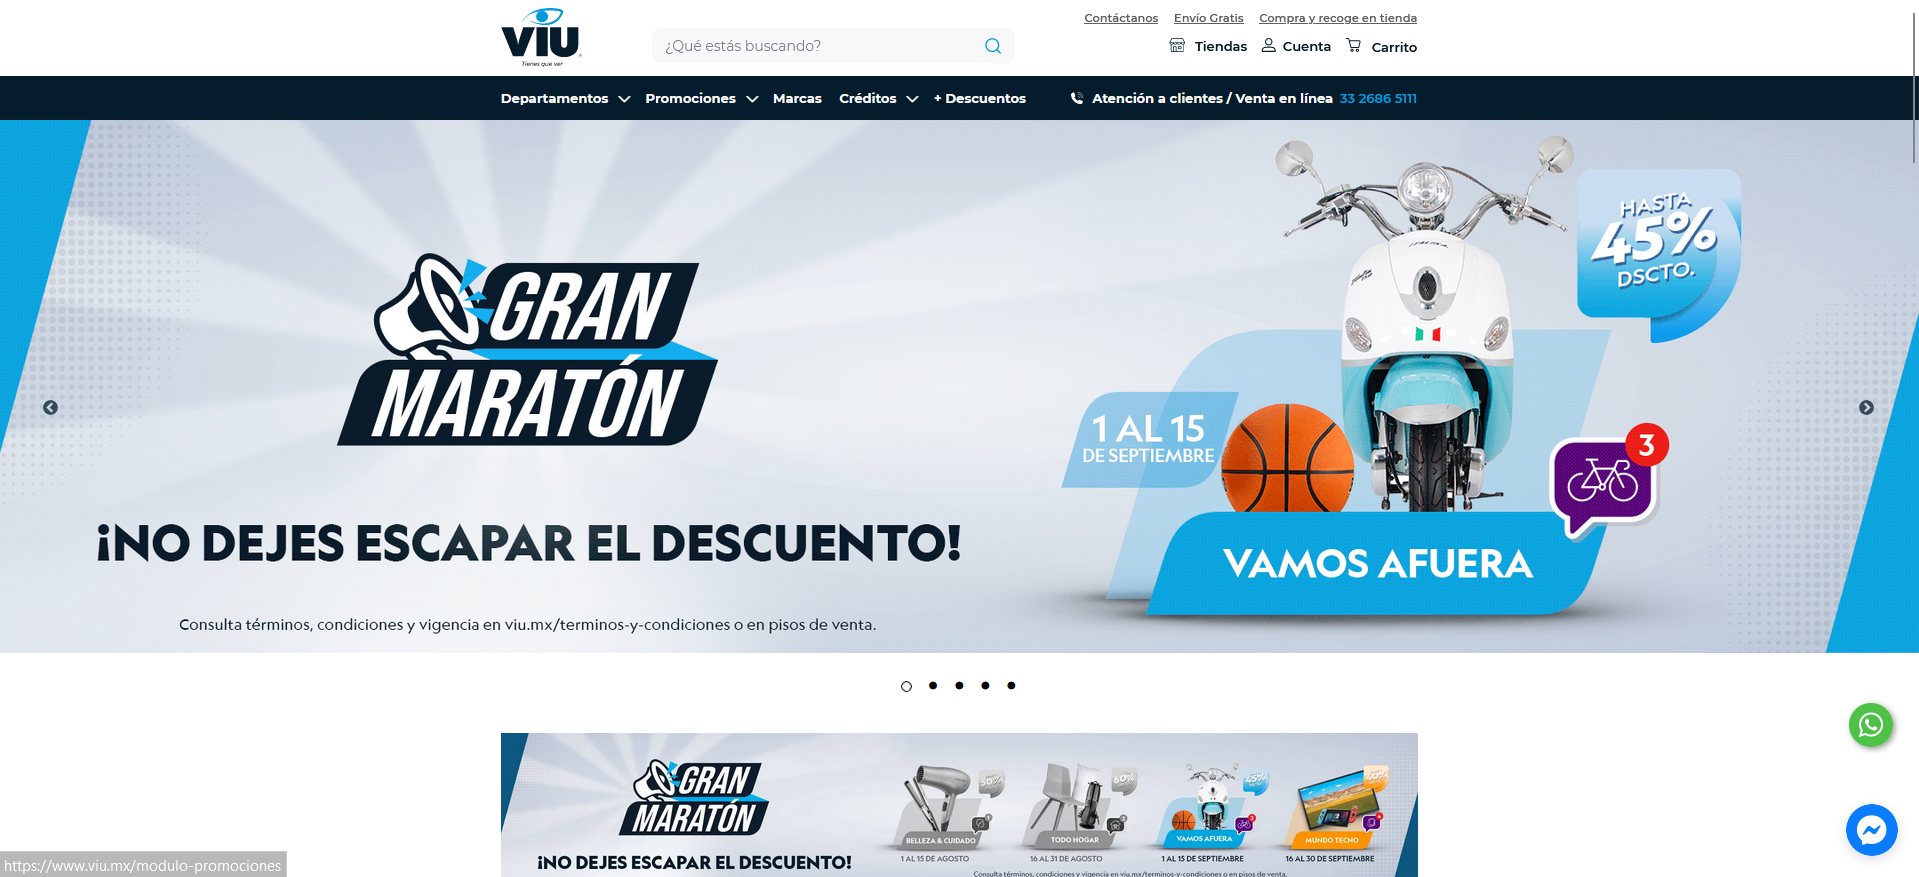 VIU
Tienes que ver
¿Qué estás buscando?
Contáctanos Envío Gratis Compra y recoge en tienda
Tiendas Cuenta Carrito
Departamentos Promociones Marcas Créditos + Descuentos Atención a clientes / Venta en línea 33 2686 5111
GRAN
MARATÓN
¡NO DEJES ESCAPAR EL DESCUENTO!
Consulta términos, condiciones y vigencia en viu.mx/terminos-y-condiciones o en pisos de venta.
HASTA
45%
DSCTO.
ITALIKA
1 AL 15
DE SEPTIEMBRE
3
VAMOS AFUERA
GRAN
MARATÓN
¡NO DEJES ESCAPAR EL DESCUENTO!
50%
BELLEZA & CUIDADO
1 AL 15 DE AGOSTO
60%
TODO HOGAR
16 AL 31 DE AGOSTO
45%
VAMOS AFUERA
1 AL 15 DE SEPTIEMBRE
40%
MUNDO TECNO
16 AL 30 DE SEPTIEMBRE
Consulta términos, condiciones y vigencia en viu.mx/terminos-y-condiciones o en pisos de venta.
https://www.viu.mx/modulo-promociones